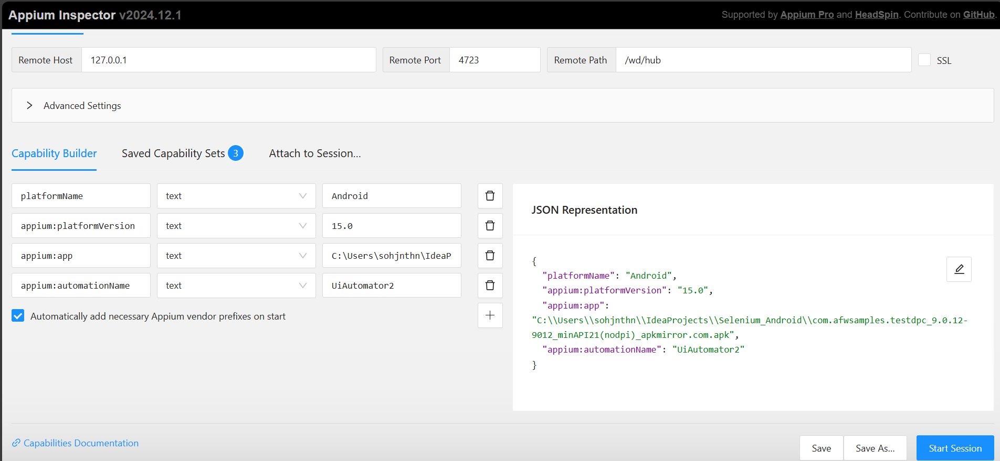 Appium Inspector v2024.12.1
Supported by Appium Pro and HeadSpin. Contribute on GitHub.
Remote Host 127.0.0.1 Remote Port 4723 Remote Path /wd/hub SSL
Advanced Settings
Capability Builder Saved Capability Sets 3 Attach to Session...
platformName text Android
appium:platformVersion text 15.0
appium:app text C:\Users\sohjnthn\IdeaP
appium:automationName text UiAutomator2
Automatically add necessary Appium vendor prefixes on start
JSON Representation
{
"platformName": "Android",
"appium:platformVersion": "15.0",
"appium:app":
"C:\\Users\\sohjnthn\\IdeaProjects\\Selenium_Android\\com.afwsamples.testdpc_9.0.12-
9012_minAPI21(nodpi)_apkmirror.com.apk",
"appium:automationName": "UiAutomator2"
}
Capabilities Documentation
Save Save As... Start Session